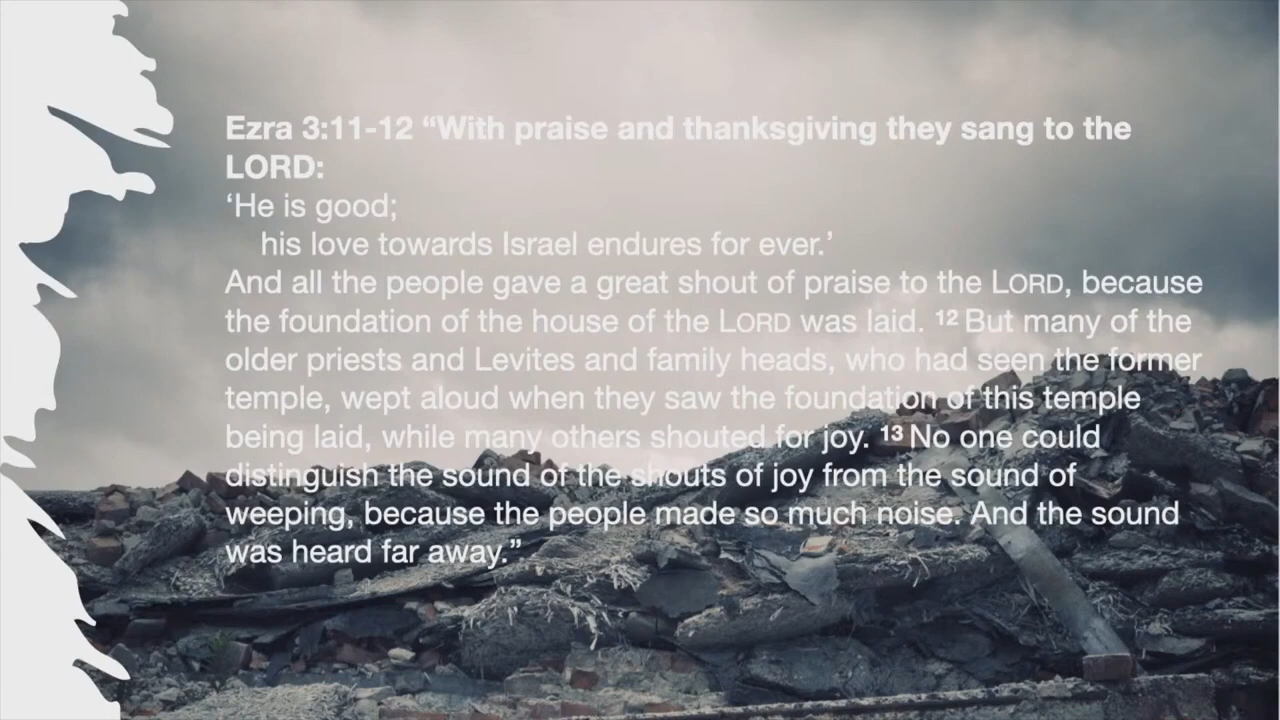 Ezra 3:11-12 “With praise and thanksgiving they sang to the
LORD:
‘He is good;
his love towards Israel endures for ever.’
And all the people gave a great shout of praise to the LORD, because
the foundation of the house of the LORD was laid. 12 But many of the
older priests and Levites and family heads, who had seen the former
temple, wept aloud when they saw the foundation of this temple
being laid, while many others shouted for joy. 13 No one could
distinguish the sound of the shouts of joy from the sound of
weeping, because the people made so much noise. And the sound
was heard far away.”